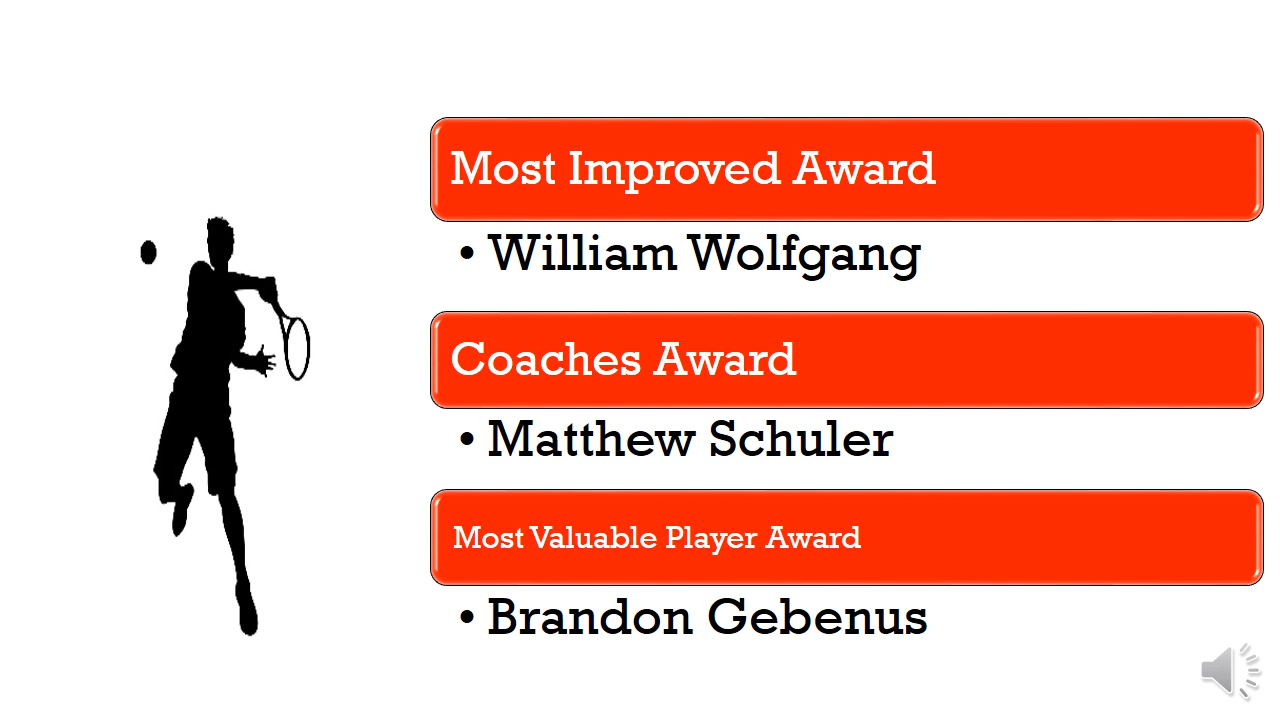 Most Improved Award
• William Wolfgang
Coaches Award
• Matthew Schuler
Most Valuable Player Award
• Brandon Gebenus